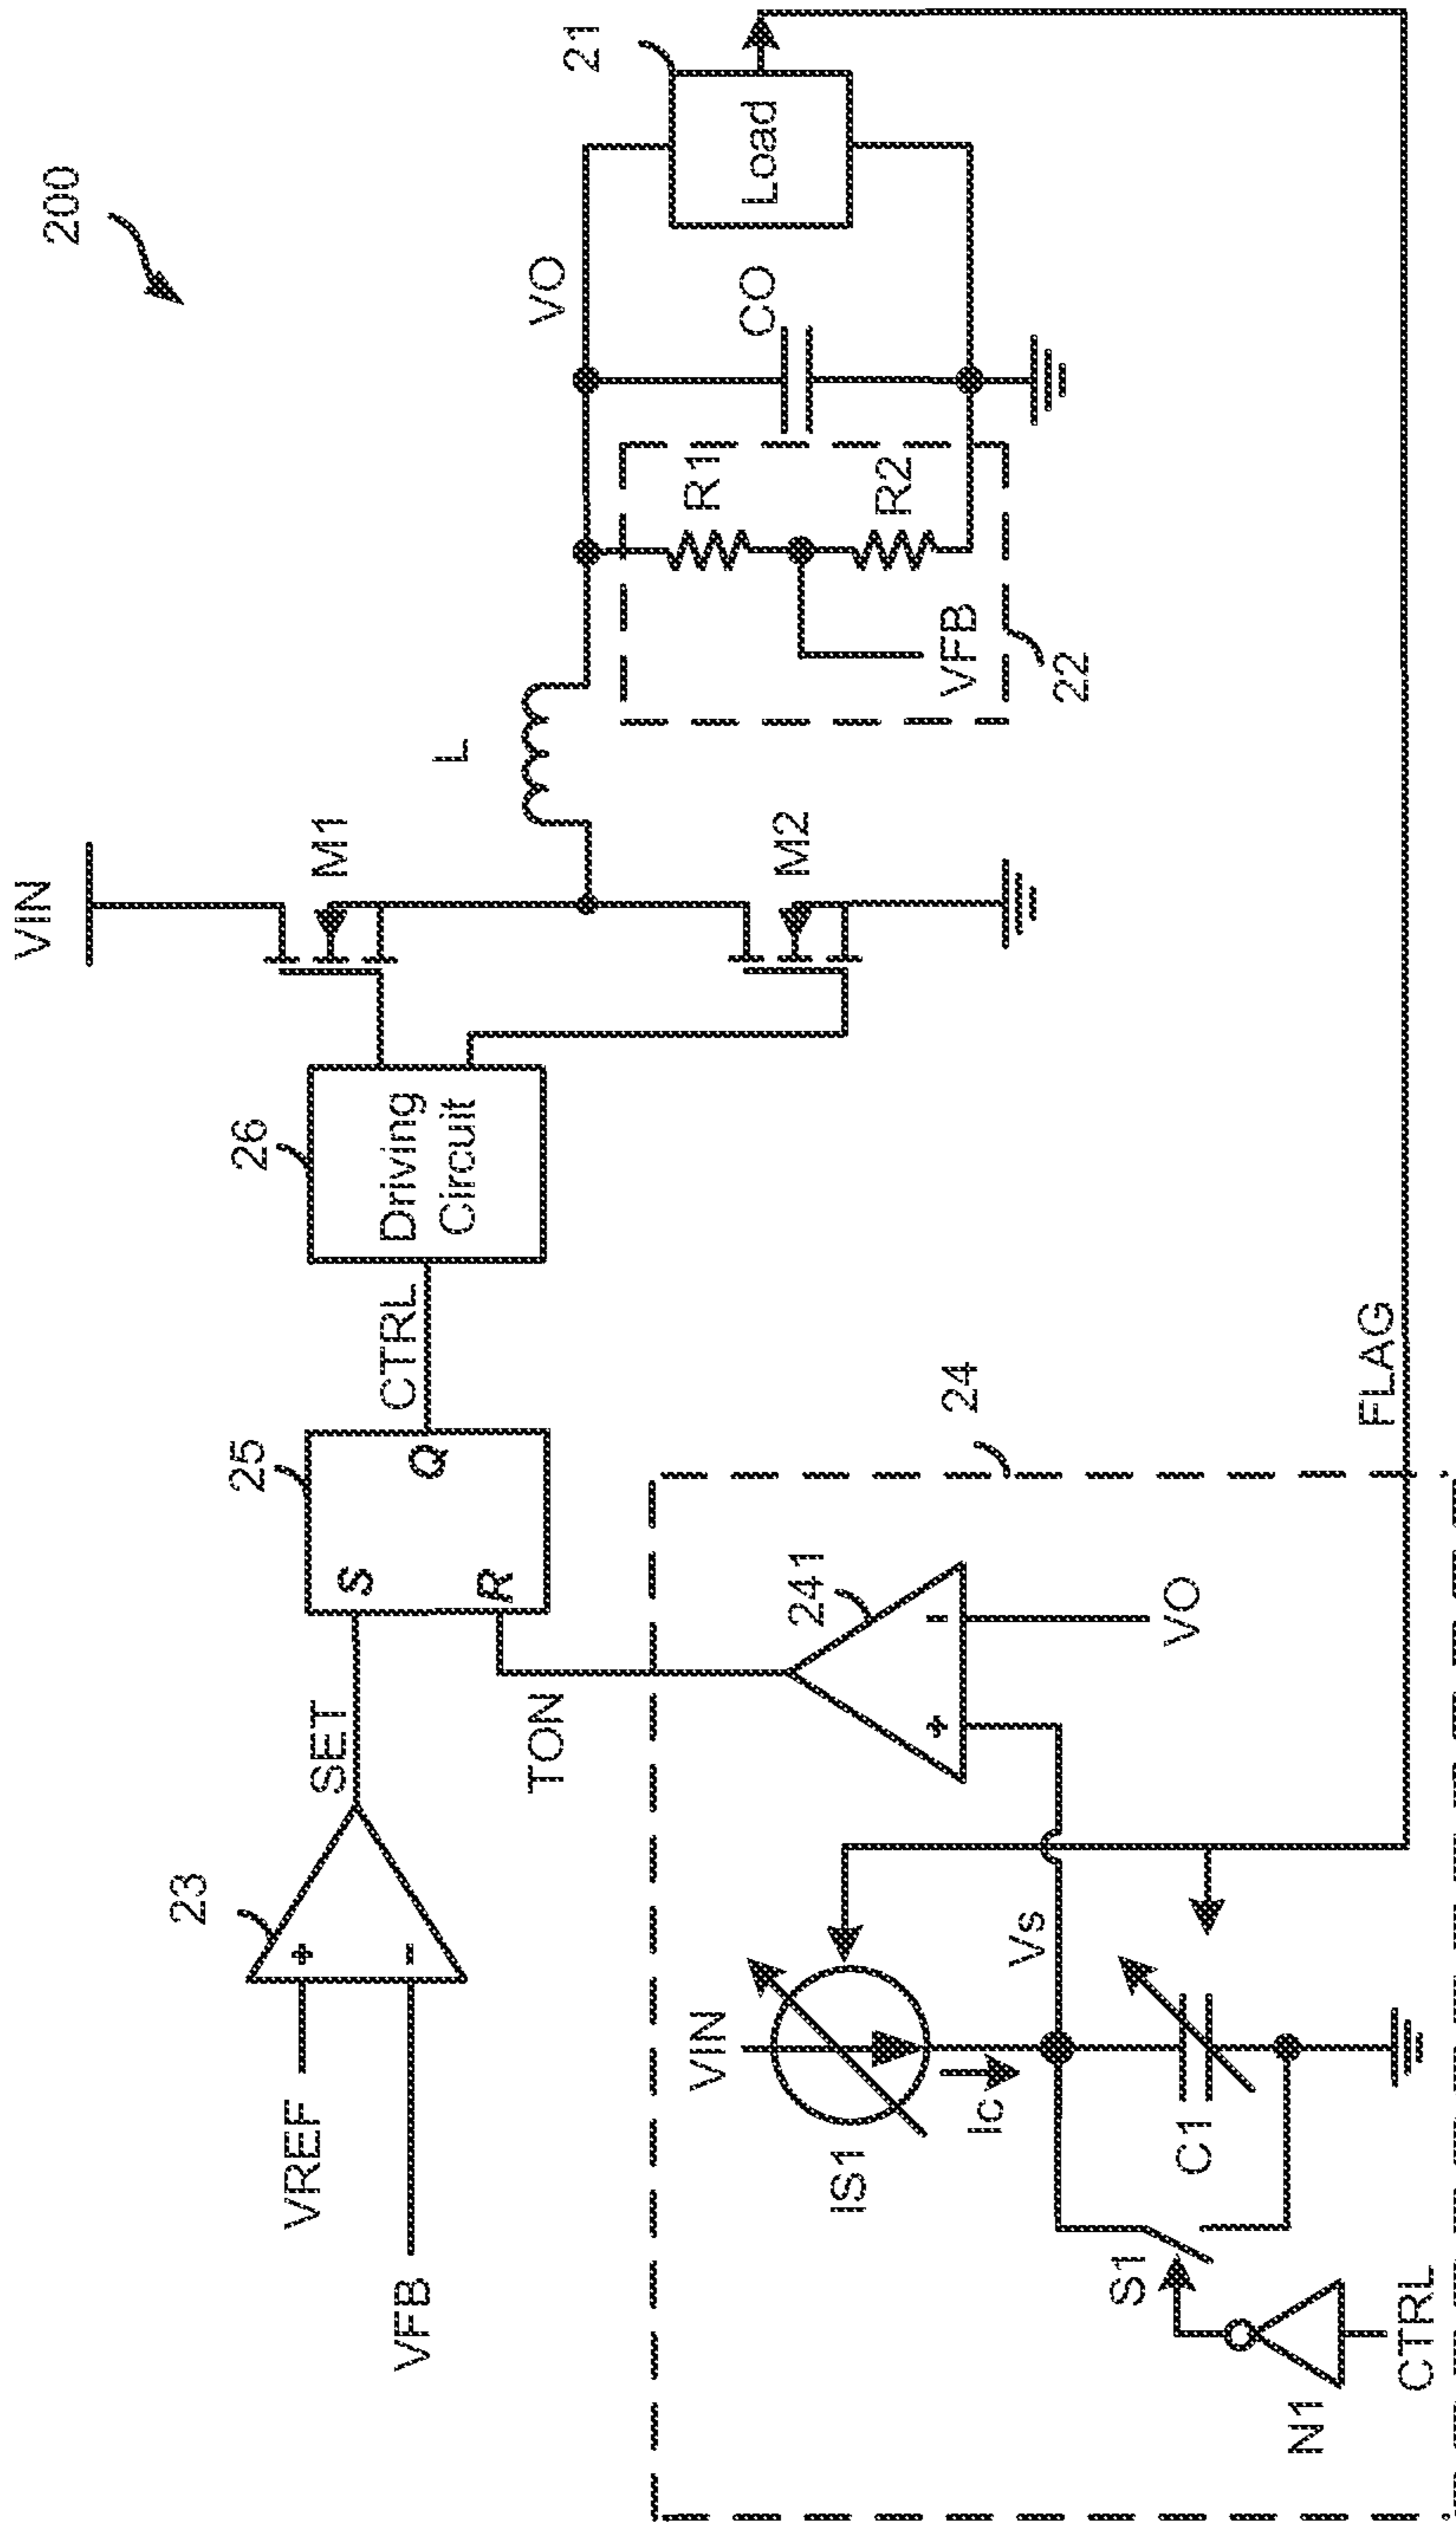 200
VIN
M1
L
VO
21
Load
CO
R1
R2
VFB
22
M2
26
Driving
Circuit
CTRL
25
S
Q
R
SET
23
+
-
VREF
VFB
TON
24
241
+
-
VO
FLAG
VIN
IS1
Ic
Vs
C1
S1
N1
CTRL